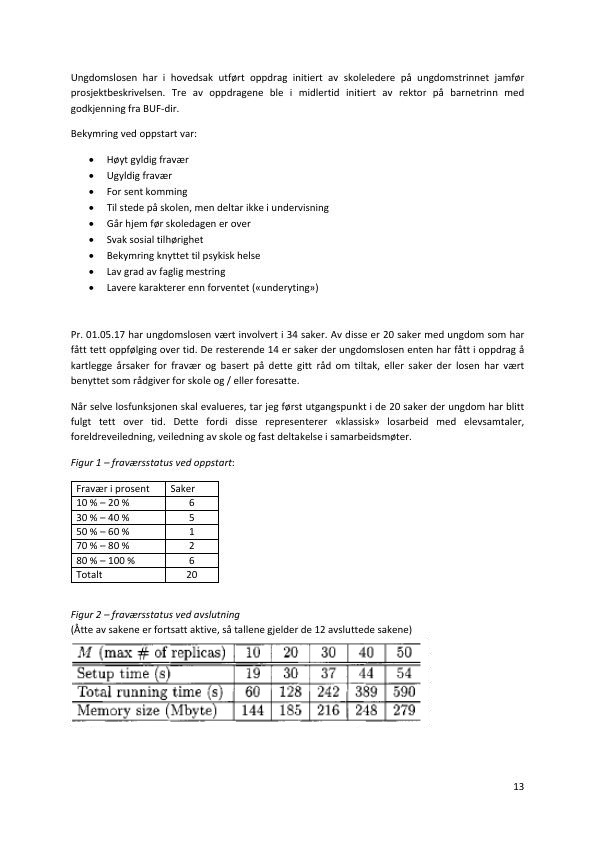 Ungdomslosen har i hovedsak utført oppdrag initiert av skoleledere på ungdomstrinnet jamfør
prosjektbeskrivelsen. Tre av oppdragene ble i midlertid initiert av rektor på barnetrinn med
godkjenning fra BUF-dir.
Bekymring ved oppstart var:
• Høyt gyldig fravær
• Ugyldig fravær
• For sent komming
• Til stede på skolen, men deltar ikke i undervisning
• Går hjem før skoledagen er over
• Svak sosial tilhørighet
• Bekymring knyttet til psykisk helse
• Lav grad av faglig mestring
• Lavere karakterer enn forventet («underyting»)
Pr. 01.05.17 har ungdomslosen vært involvert i 34 saker. Av disse er 20 saker med ungdom som har
fått tett oppfølging over tid. De resterende 14 er saker der ungdomslosen enten har fått i oppdrag å
kartlegge årsaker for fravær og basert på dette gitt råd om tiltak, eller saker der losen har vært
benyttet som rådgiver for skole og / eller foresatte.
Når selve losfunksjonen skal evalueres, tar jeg først utgangspunkt i de 20 saker der ungdom har blitt
fulgt tett over tid. Dette fordi disse representerer «klassisk» losarbeid med elevsamtaler,
foreldreveiledning, veiledning av skole og fast deltakelse i samarbeidsmøter.
Figur 1 – fraværsstatus ved oppstart:
Fravær i prosent Saker
10 % – 20 % 6
30 % – 40 % 5
50 % – 60 % 1
70 % – 80 % 2
80 % – 100 % 6
Totalt 20
Figur 2 – fraværsstatus ved avslutning
(Åtte av sakene er fortsatt aktive, så tallene gjelder de 12 avsluttede sakene)
M (max # of replicas) 10 20 30 40 50
Setup time (s) 19 30 37 44 54
Total running time (s) 60 128 242 389 590
Memory size (Mbyte) 144 185 216 248 279
13